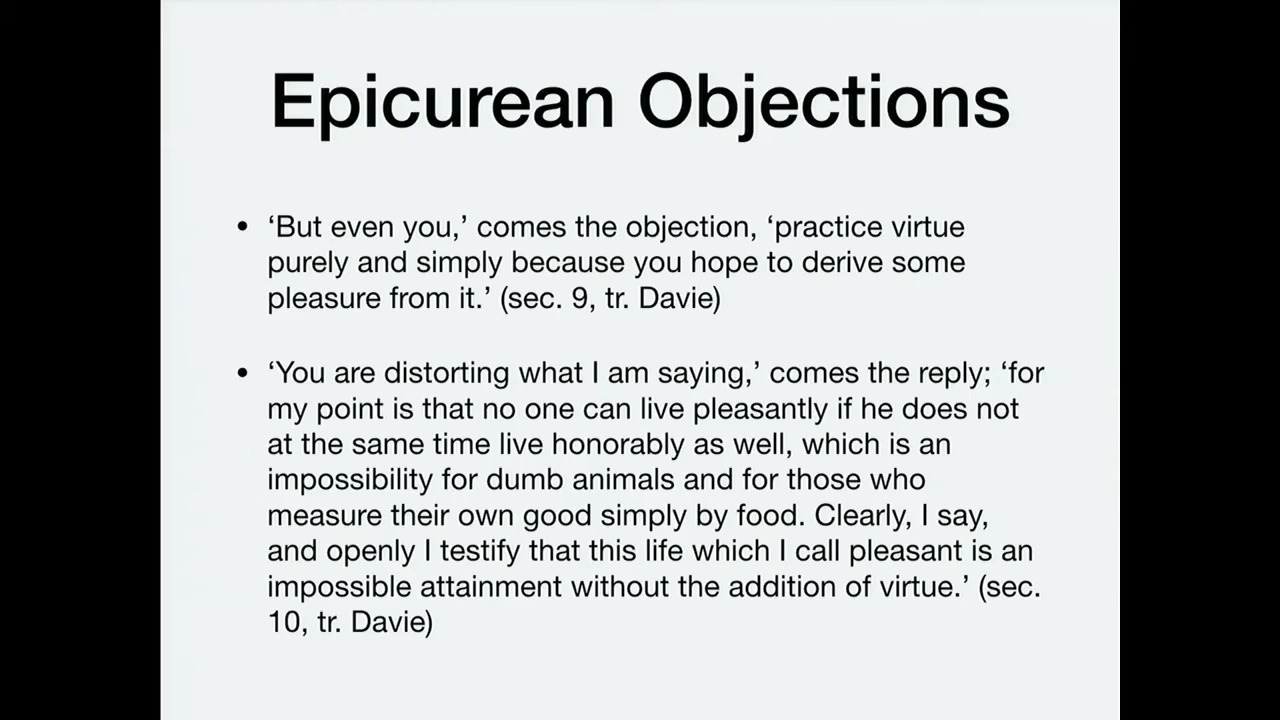 Epicurean Objections
• ‘But even you,’ comes the objection, ‘practice virtue
purely and simply because you hope to derive some
pleasure from it.’ (sec. 9, tr. Davie)
• ‘You are distorting what I am saying,’ comes the reply; ‘for
my point is that no one can live pleasantly if he does not
at the same time live honorably as well, which is an
impossibility for dumb animals and for those who
measure their own good simply by food. Clearly, I say,
and openly I testify that this life which I call pleasant is an
impossible attainment without the addition of virtue.’ (sec.
10, tr. Davie)